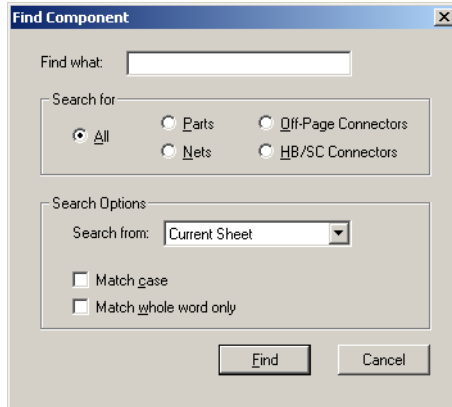 Find Component
Find what:
Search for
All
Parts
Off-Page Connectors
Nets
HB/SC Connectors
Search Options
Search from: Current Sheet
Match case
Match whole word only
Find Cancel